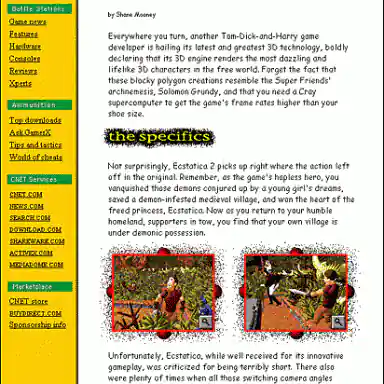 Battle Stations
Game news
Features
Hardware
Consoles
Reviews
Xperts
Ammunition
Top downloads
Ask GamerX
Tips and tactics
World of cheats
CNET Services
CNET.COM
NEWS.COM
SEARCH.COM
DOWNLOAD.COM
SHAREWARE.COM
ACTIVEX.COM
MEDIADOME.COM
Marketplace
CNET store
BUYDIRECT.COM
Sponsorship info
by Shane Mooney
Everywhere you turn, another Tom-Dick-and-Harry game
developer is hailing its latest and greatest 3D technology, boldly
declaring that its 3D engine renders the most dazzling and
lifelike 3D characters in the free world. Forget the fact that
these blocky polygon creations resemble the Super Friends'
archnemesis, Solomon Grundy, and that you need a Cray
supercomputer to get the game's frame rates higher than your
shoe size.
the specifics
Not surprisingly, Ecstatica 2 picks up right where the action left
off in the original. Remember, as the game's hapless hero, you
vanquished those demons conjured up by a young girl's dreams,
saved a demon-infested medieval village, and won the heart of the
freed princess, Ecstatica. Now as you return to your humble
homeland, supporters in tow, you find that your own village is
under demonic possession.
Unfortunately, Ecstatica, while well received for its innovative
gameplay, was criticized for being terribly short. There also
were plenty of times when all those switching camera angles